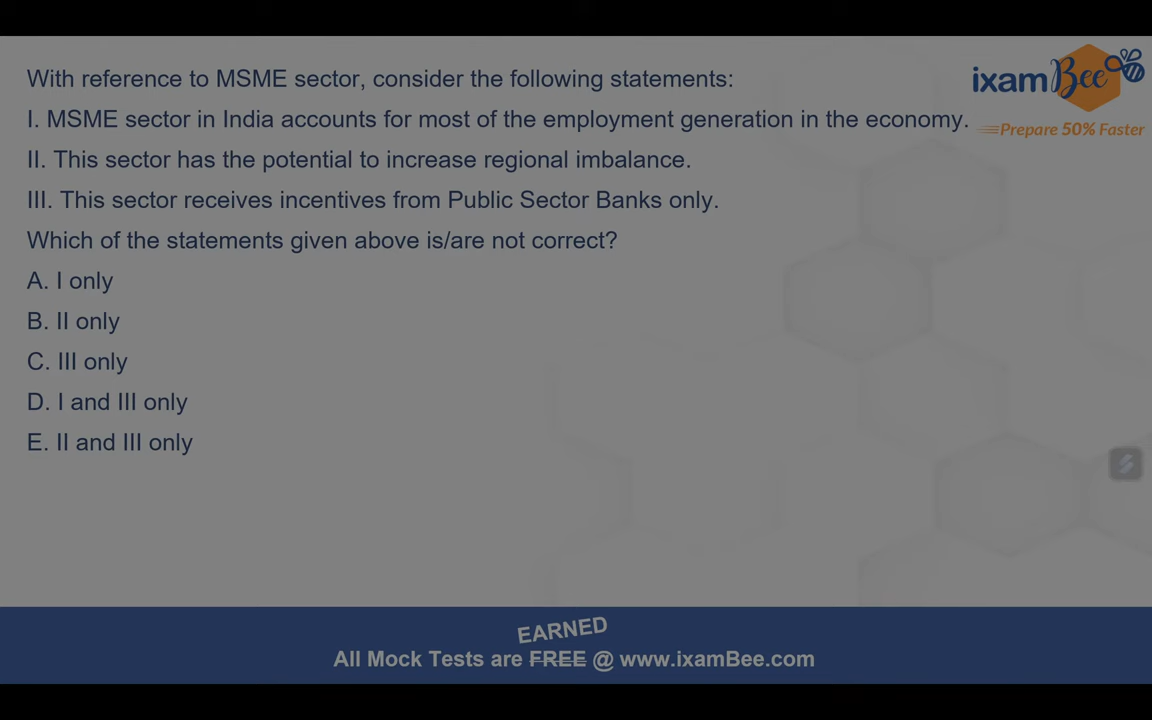 With reference to MSME sector, consider the following statements:
I. MSME sector in India accounts for most of the employment generation in the economy.
II. This sector has the potential to increase regional imbalance.
III. This sector receives incentives from Public Sector Banks only.
Which of the statements given above is/are not correct?
A. I only
B. II only
C. III only
D. I and III only
E. II and III only
ixamBee
Prepare 50% Faster
EARNED
All Mock Tests are FREE @ www.ixamBee.com